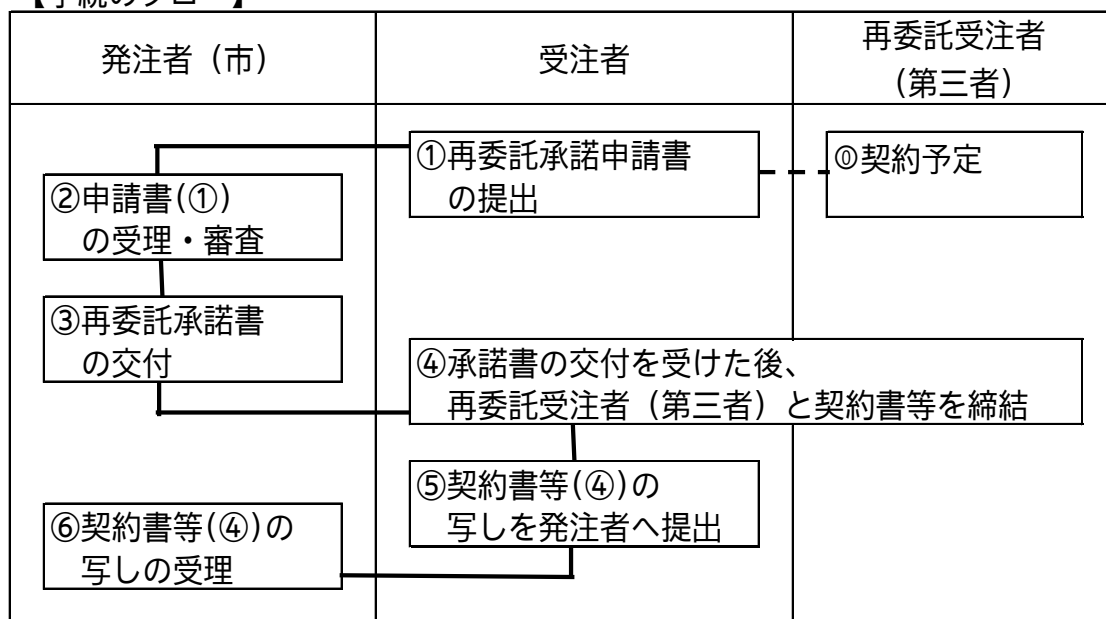 【手続のフロー】
発注者（市）
受注者
再委託受注者
（第三者）
①再委託承諾申請書
の提出
⓪契約予定
②申請書(①)
の受理・審査
③再委託承諾書
の交付
④承諾書の交付を受けた後、
再委託受注者（第三者）と契約書等を締結
⑤契約書等(④)の
写しを発注者へ提出
⑥契約書等(④)の
写しの受理